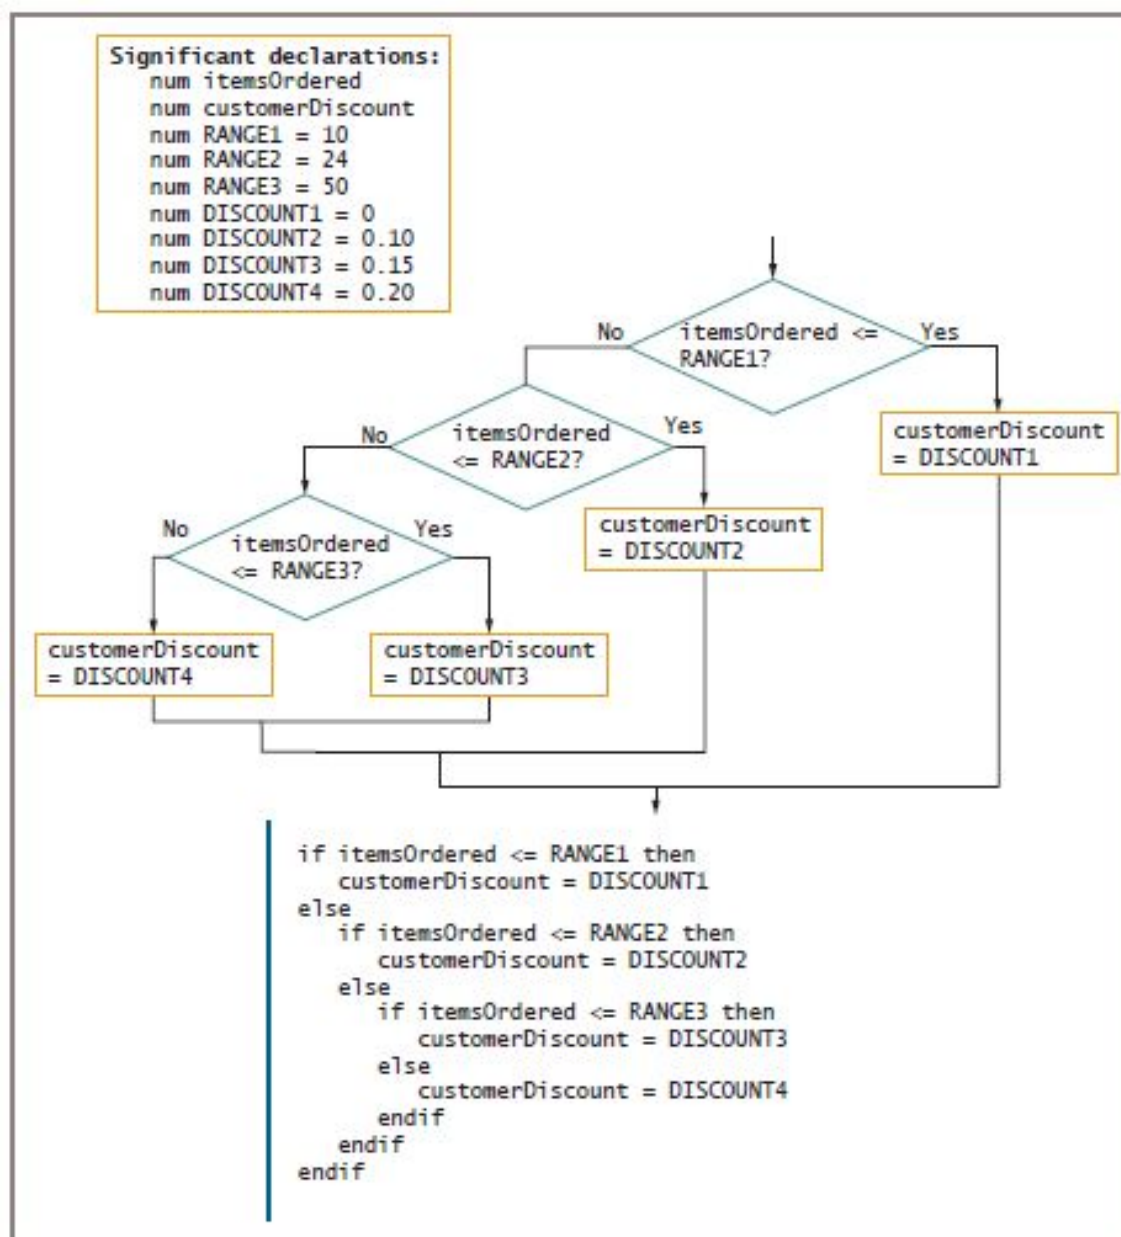 Significant declarations:
num itemsOrdered
num customerDiscount
num RANGE1 = 10
num RANGE2 = 24
num RANGE3 = 50
num DISCOUNT1 = 0
num DISCOUNT2 = 0.10
num DISCOUNT3 = 0.15
num DISCOUNT4 = 0.20
No
itemsOrdered <=
RANGE1?
Yes
customerDiscount
= DISCOUNT1
No
itemsOrdered
<= RANGE2?
Yes
customerDiscount
= DISCOUNT2
No
itemsOrdered
<= RANGE3?
Yes
customerDiscount
= DISCOUNT4
customerDiscount
= DISCOUNT3
if itemsOrdered <= RANGE1 then
   customerDiscount = DISCOUNT1
else
   if itemsOrdered <= RANGE2 then
      customerDiscount = DISCOUNT2
   else
      if itemsOrdered <= RANGE3 then
         customerDiscount = DISCOUNT3
      else
         customerDiscount = DISCOUNT4
      endif
   endif
endif